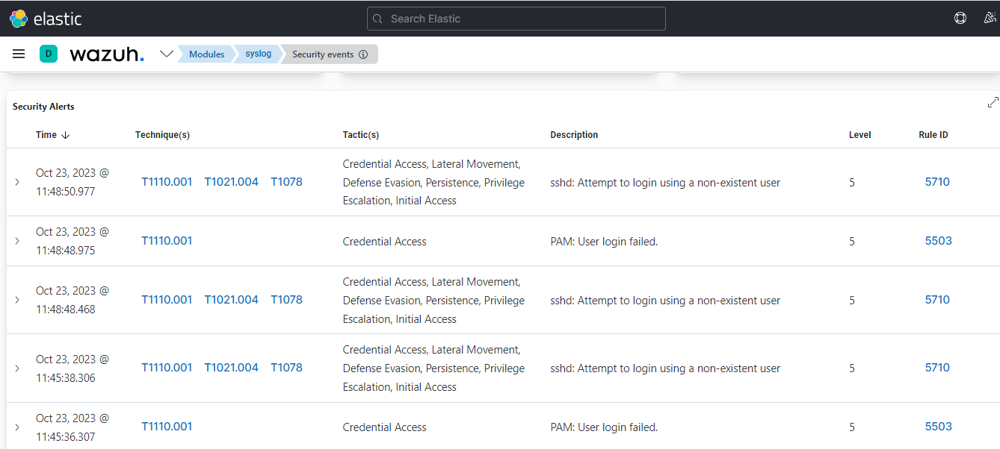 elastic
Search Elastic
D
wazuh.
Modules
syslog
Security events
Security Alerts
Time Technique(s) Tactic(s) Description Level Rule ID
Oct 23, 2023 @
11:48:50.977
T1110.001 T1021.004 T1078
Credential Access, Lateral Movement,
Defense Evasion, Persistence, Privilege
Escalation, Initial Access
sshd: Attempt to login using a non-existent user
5
5710
Oct 23, 2023 @
11:48:48.975
T1110.001
Credential Access
PAM: User login failed.
5
5503
Oct 23, 2023 @
11:48:48.468
T1110.001 T1021.004 T1078
Credential Access, Lateral Movement,
Defense Evasion, Persistence, Privilege
Escalation, Initial Access
sshd: Attempt to login using a non-existent user
5
5710
Oct 23, 2023 @
11:45:38.306
T1110.001 T1021.004 T1078
Credential Access, Lateral Movement,
Defense Evasion, Persistence, Privilege
Escalation, Initial Access
sshd: Attempt to login using a non-existent user
5
5710
Oct 23, 2023 @
11:45:36.307
T1110.001
Credential Access
PAM: User login failed.
5
5503